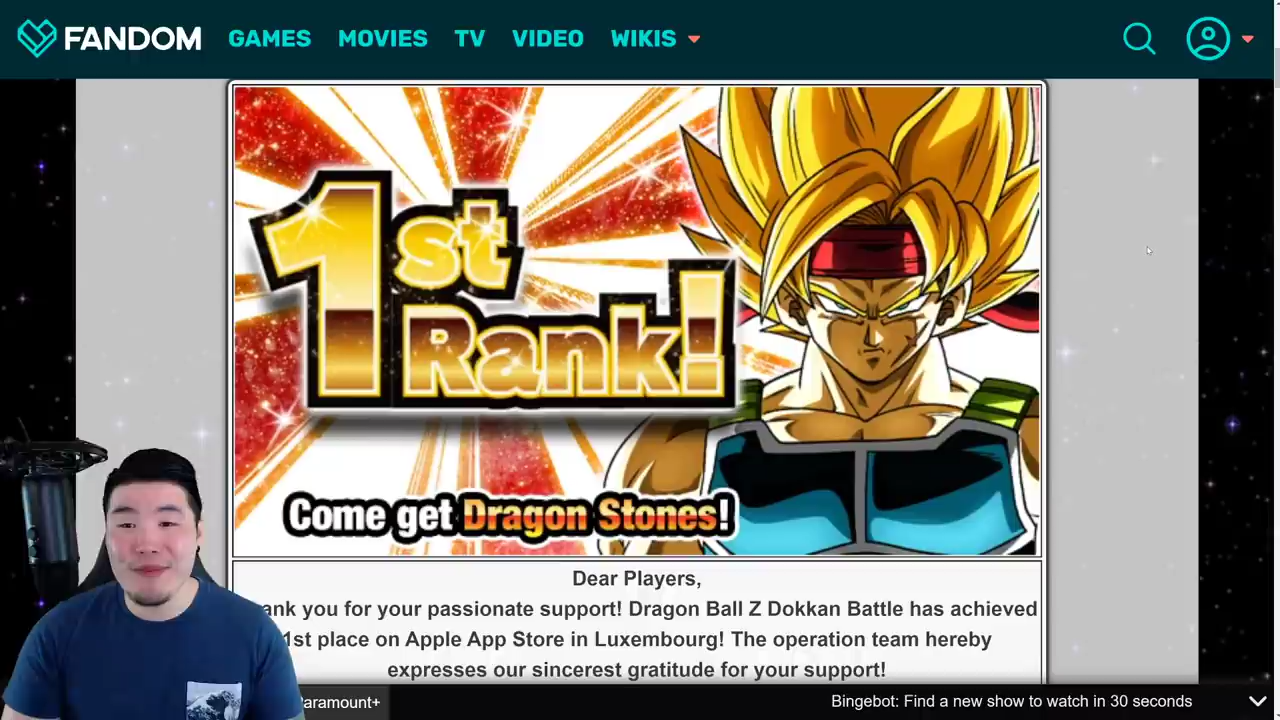 FANDOM GAMES MOVIES TV VIDEO WIKIS
1st
Rank!
Come get Dragon Stones!
Dear Players,
ank you for your passionate support! Dragon Ball Z Dokkan Battle has achieved
1st place on Apple App Store in Luxembourg! The operation team hereby
expresses our sincerest gratitude for your support!
aramount+
Bingebot: Find a new show to watch in 30 seconds